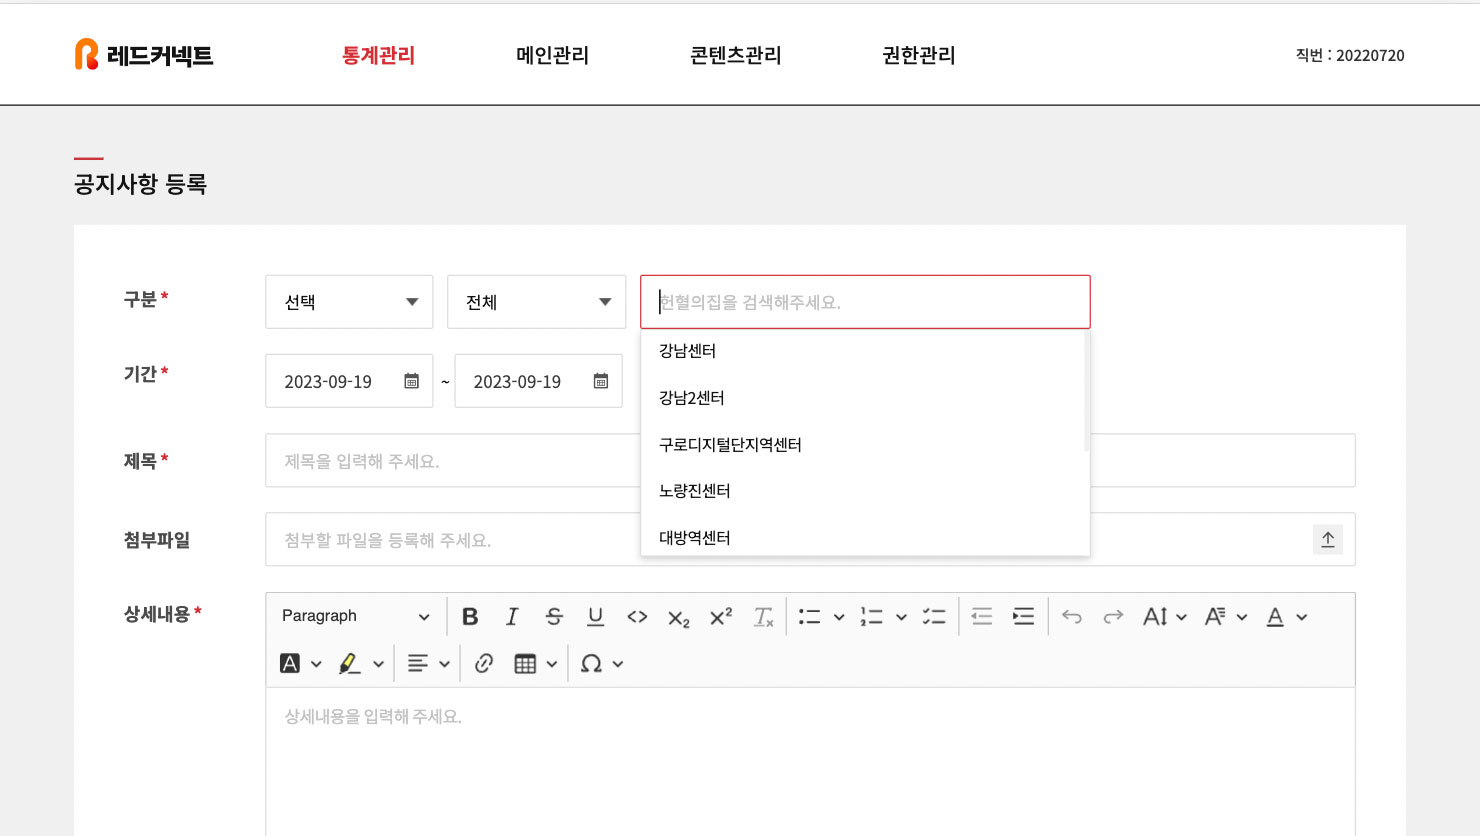 레드커넥트
통계관리
메인관리
콘텐츠관리
권한관리
직번 : 20220720
공지사항 등록
구분*
선택
전체
헌혈의집을 검색해주세요.
강남센터
강남2센터
구로디지털단지역센터
노량진센터
대방역센터
기간*
2023-09-19
~
2023-09-19
제목*
제목을 입력해 주세요.
첨부파일
첨부할 파일을 등록해 주세요.
상세내용*
Paragraph
상세내용을 입력해 주세요.